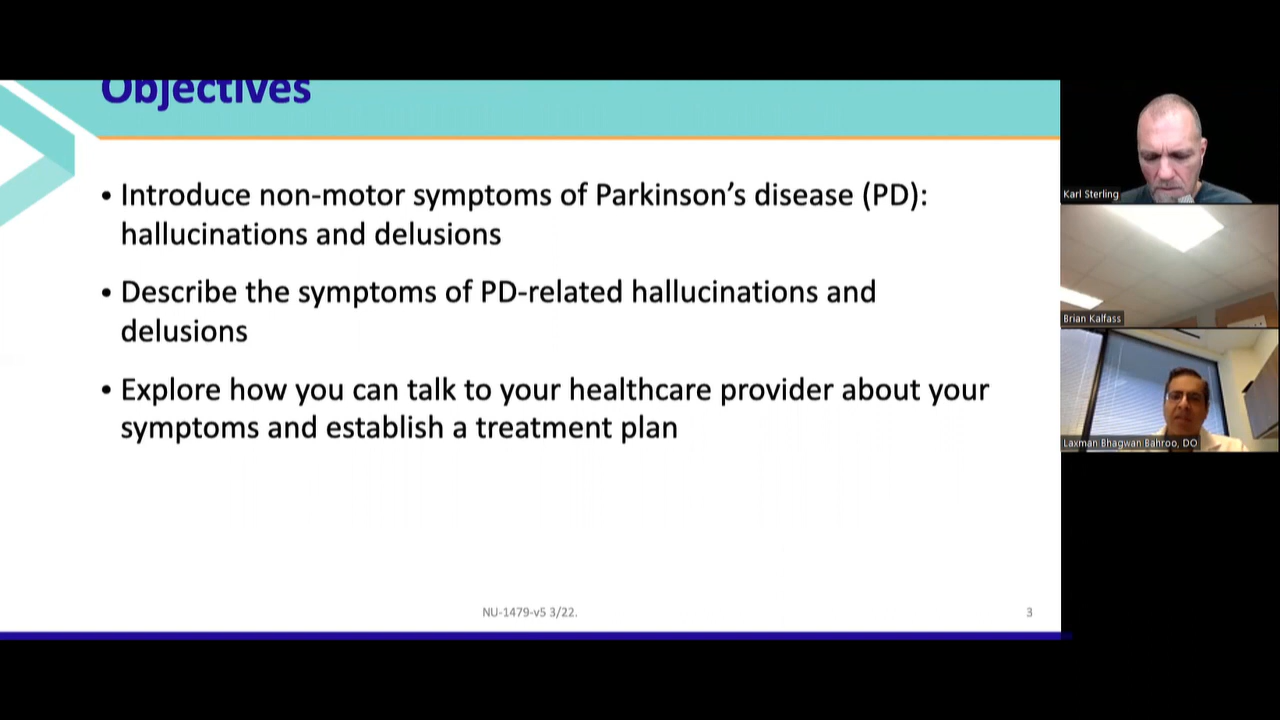 Objectives
• Introduce non-motor symptoms of Parkinson’s disease (PD):
hallucinations and delusions
• Describe the symptoms of PD-related hallucinations and
delusions
• Explore how you can talk to your healthcare provider about your
symptoms and establish a treatment plan
NU-1479-v5 3/22.
3
Karl Sterling
Brian Kalfass
Laxman Bhagwan Bahroo, DO